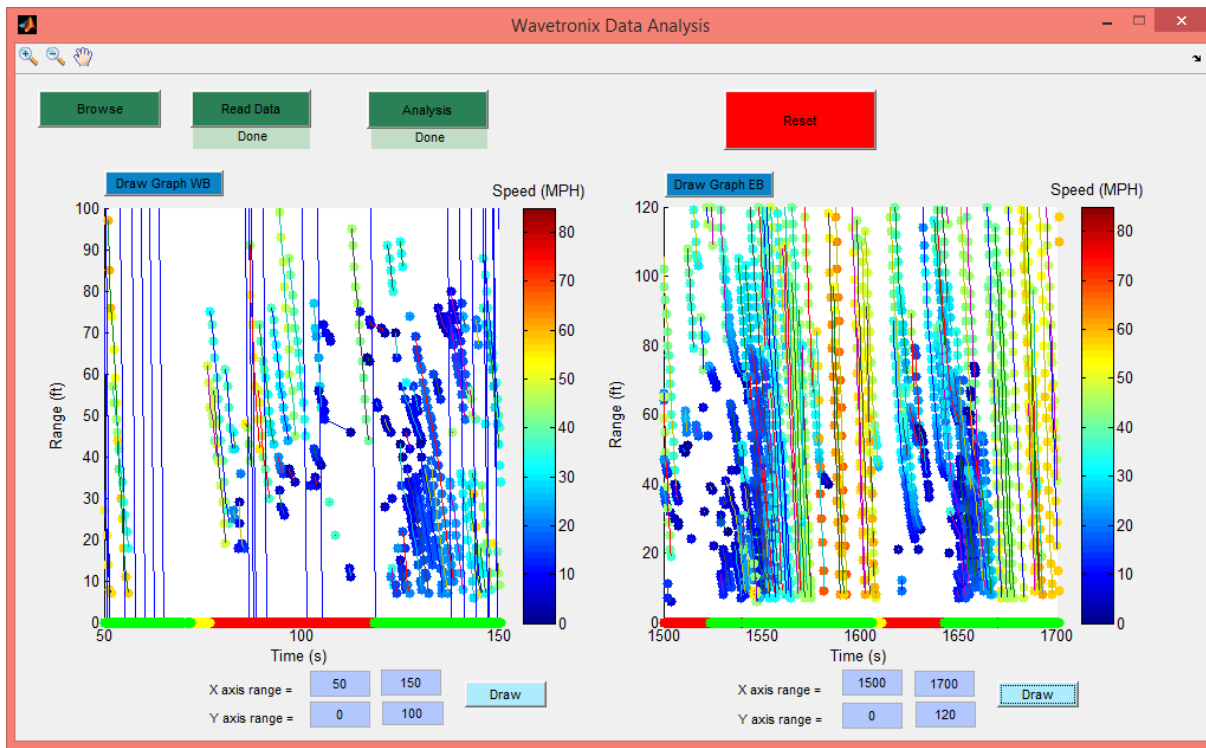 Wavetronix Data Analysis
Browse
Read Data
Analysis
Reset
Done
Done
Draw Graph WB
Speed (MPH)
Draw Graph EB
Speed (MPH)
100
90
80
70
60
50
40
30
20
10
0
Range (ft)
50
100
150
Time (s)
80
70
60
50
40
30
20
10
0
120
100
80
60
40
20
0
Range (ft)
1500
1550
1600
1650
1700
Time (s)
80
70
60
50
40
30
20
10
0
X axis range = 50 150
Y axis range = 0 100
Draw
X axis range = 1500 1700
Y axis range = 0 120
Draw